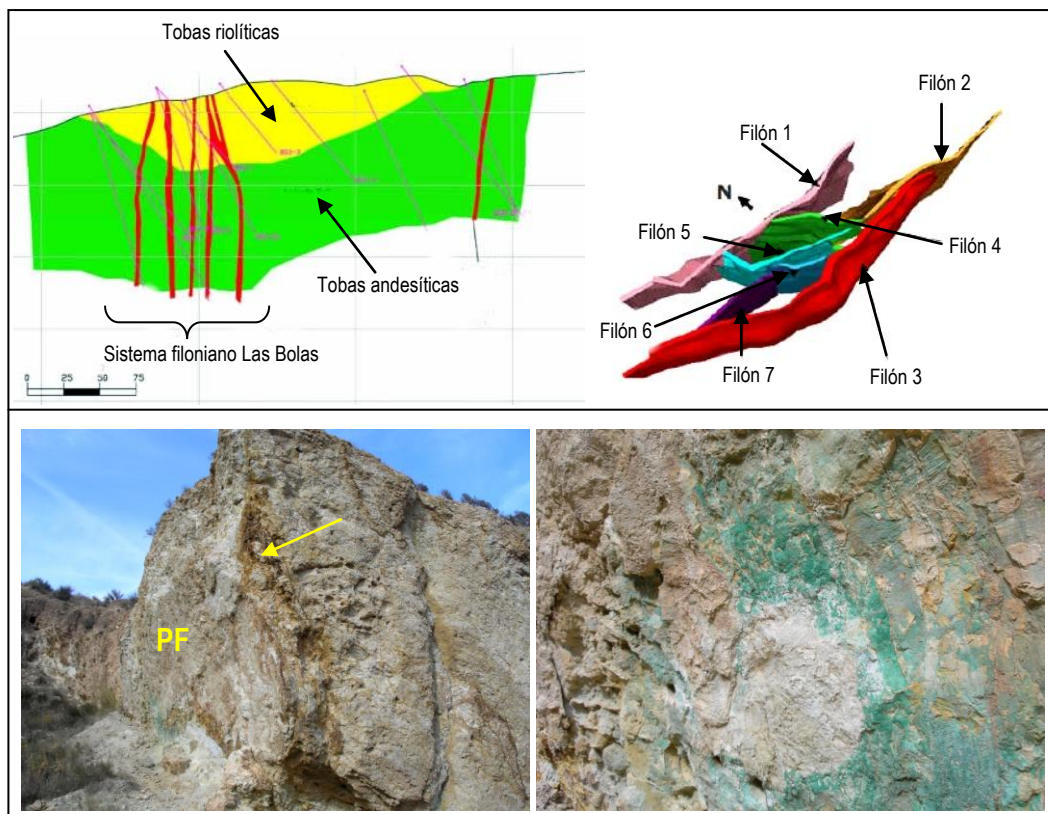 Tobas riolíticas
Tobas andesíticas
Sistema filoniano Las Bolas
0 25 50 75
Filón 2
Filón 1
N
Filón 5
Filón 4
Filón 6
Filón 7
Filón 3
PF